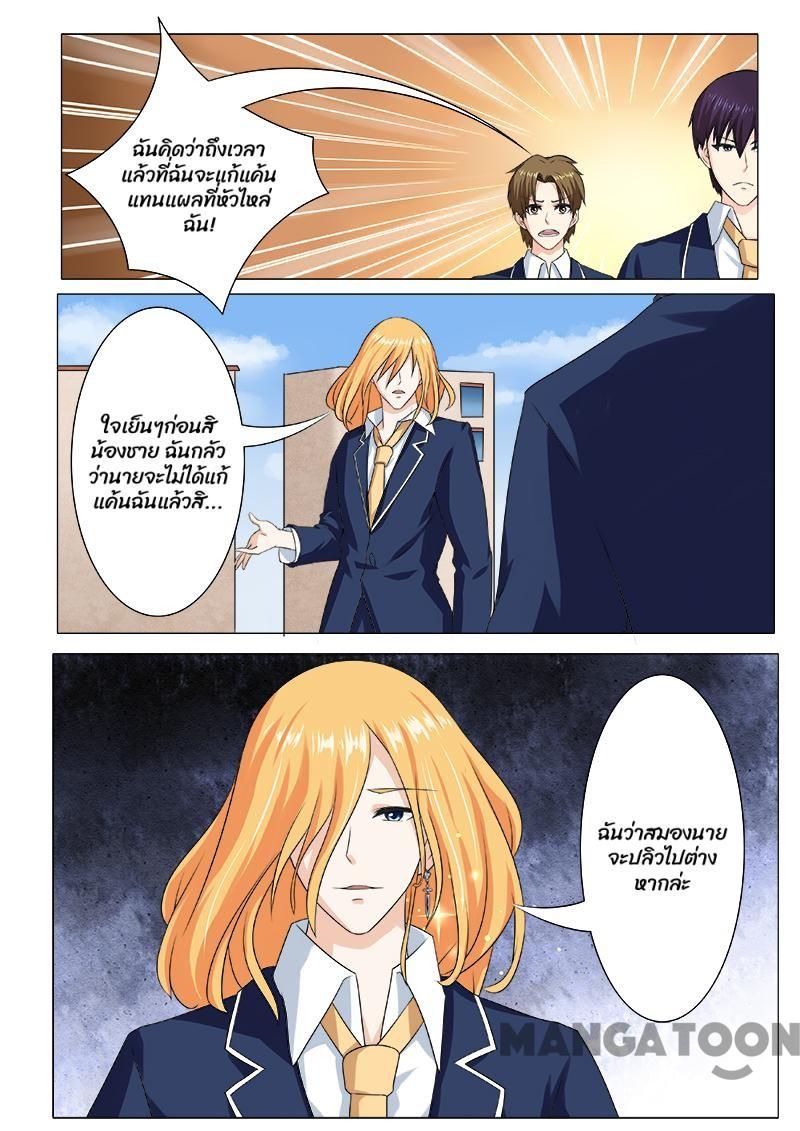 ฉันคิดว่าถึงเวลา
แล้วที่ฉันจะแก้แค้น
แทนแผลที่หัวไหล่
ฉัน!
ใจเย็นๆก่อนสิ
น้องชาย ฉันกลัว
ว่านายจะไม่ได้แก้
แค้นฉันแล้วสิ...
ฉันว่าสมองนาย
จะปลิวไปต่าง
หากล่ะ
MANGATOON